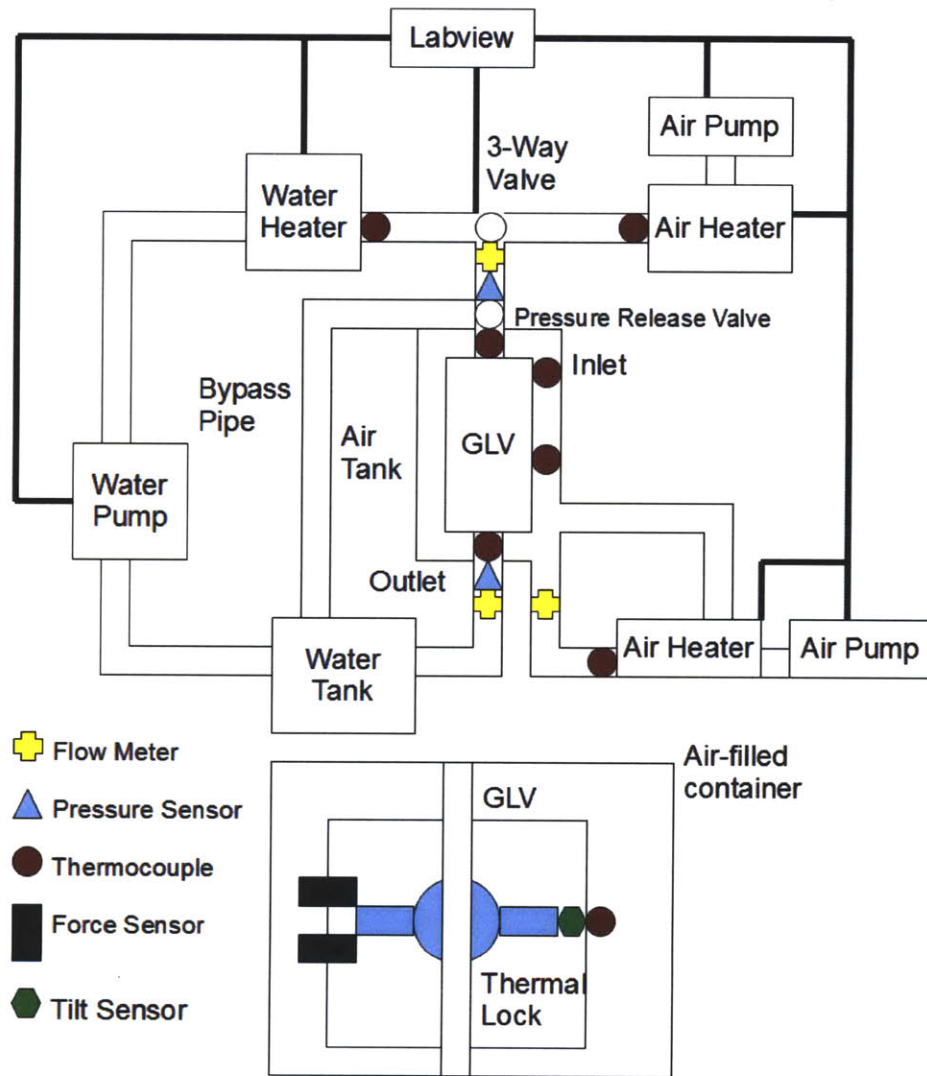 Labview
Air Pump
3-Way
Valve
Water
Heater
Air Heater
Pressure Release Valve
Inlet
Bypass
Pipe
Air
Tank
GLV
Water
Pump
Outlet
Water
Tank
Air Heater
Air Pump
Flow Meter
Pressure Sensor
Thermocouple
Force Sensor
Tilt Sensor
Air-filled
container
GLV
Thermal
Lock